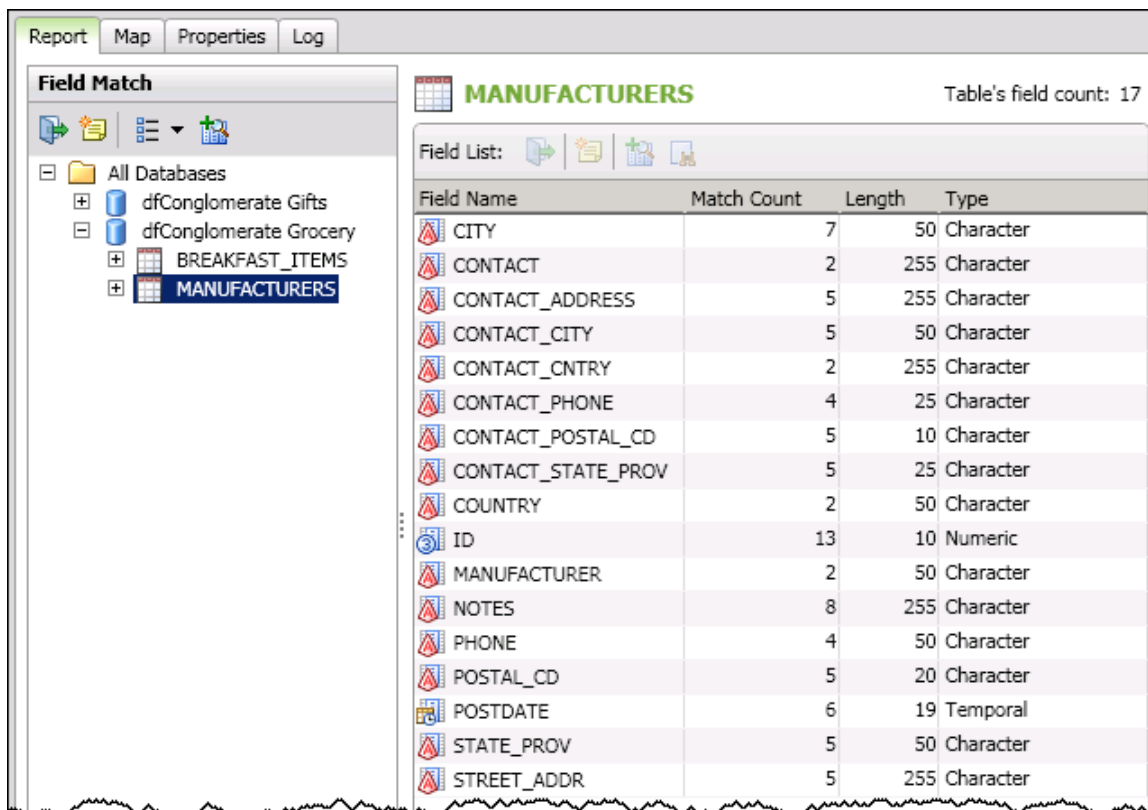 Report Map Properties Log
Field Match
All Databases
dfConglomerate Gifts
dfConglomerate Grocery
BREAKFAST_ITEMS
MANUFACTURERS
MANUFACTURERS Table's field count: 17
Field List:
Field Name Match Count Length Type
CITY 7 50 Character
CONTACT 2 255 Character
CONTACT_ADDRESS 5 255 Character
CONTACT_CITY 5 50 Character
CONTACT_CNTRY 2 255 Character
CONTACT_PHONE 4 25 Character
CONTACT_POSTAL_CD 5 10 Character
CONTACT_STATE_PROV 5 25 Character
COUNTRY 2 50 Character
ID 13 10 Numeric
MANUFACTURER 2 50 Character
NOTES 8 255 Character
PHONE 4 50 Character
POSTAL_CD 5 20 Character
POSTDATE 6 19 Temporal
STATE_PROV 5 50 Character
STREET_ADDR 5 255 Character